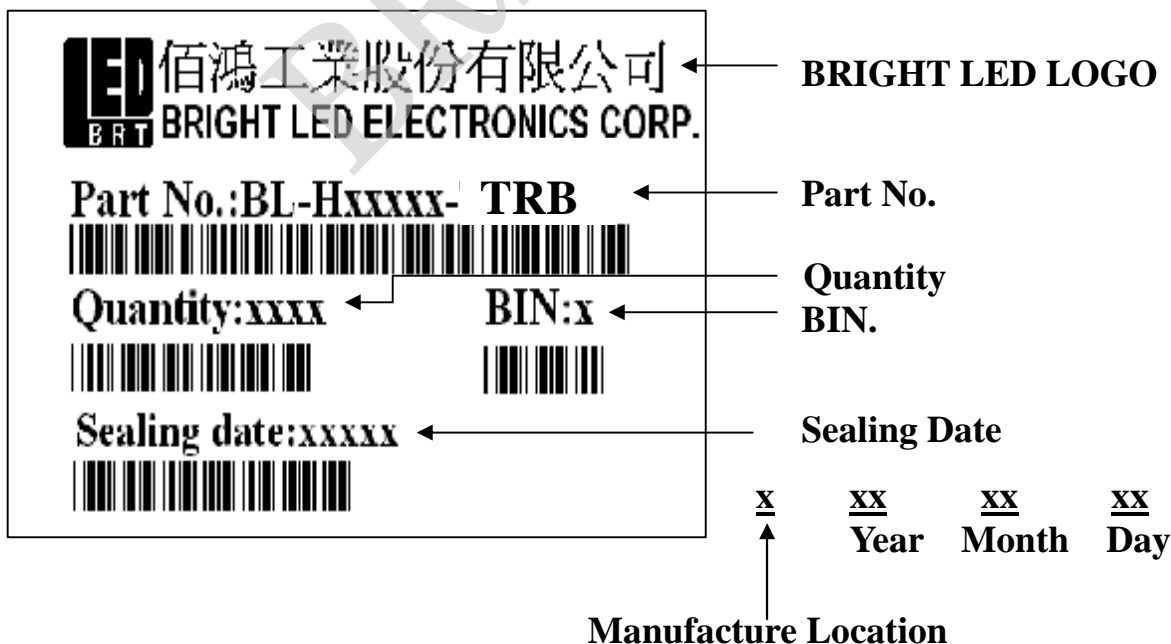 佰鴻工業股份有限公司
BRIGHT LED ELECTRONICS CORP.
LED
BRT
BRIGHT LED LOGO
Part No.:BL-Hxxxxx- TRB
Part No.
Quantity:xxxx
BIN:x
Quantity
BIN.
Sealing date:xxxxx
Sealing Date
x xx xx xx
Year Month Day
Manufacture Location